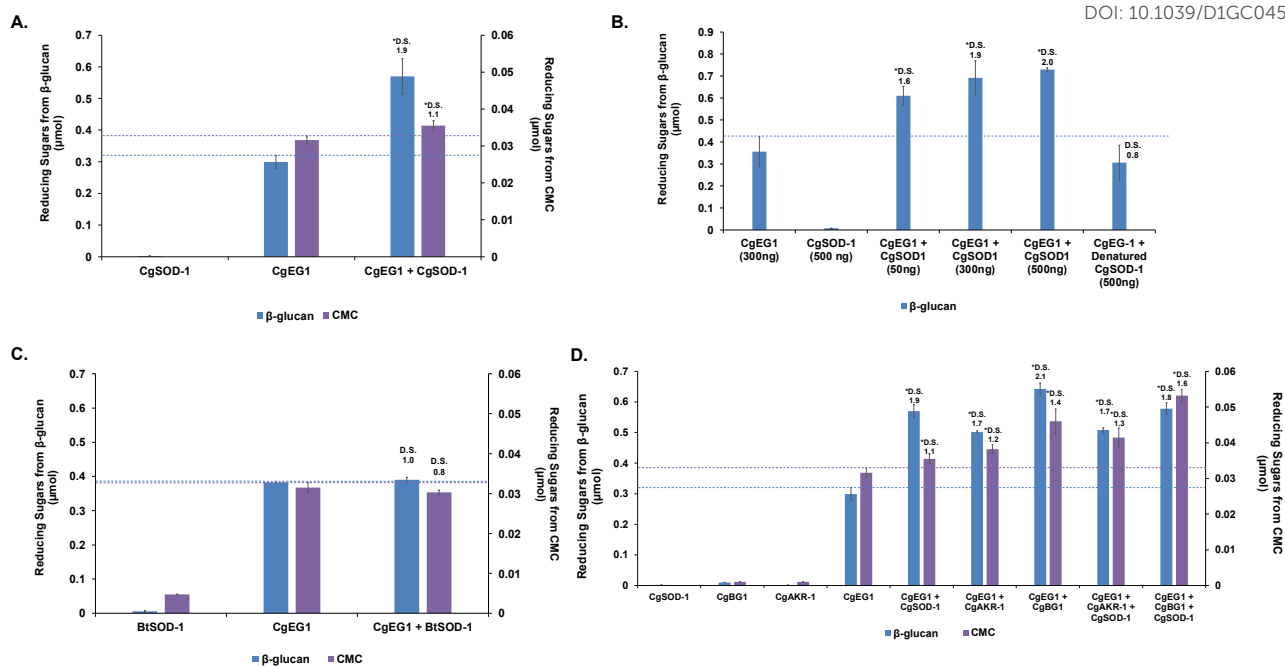 DOI: 10.1039/D1GC045
A.
Reducing Sugars from β-glucan
(μmol)
0.7
0.6
0.5
0.4
0.3
0.2
0.1
0
*D.S.
1.9
*D.S.
1.1
0.06
0.05
0.04
0.03
0.02
0.01
0
Reducing Sugars from CMC
(μmol)
CgSOD-1
CgEG1
CgEG1 + CgSOD-1
β-glucan
CMC
B.
Reducing Sugars from β-glucan
(μmol)
0.9
0.8
0.7
0.6
0.5
0.4
0.3
0.2
0.1
0
*D.S.
1.6
*D.S.
1.9
*D.S.
2.0
D.S.
0.8
CgEG1
(300ng)
CgSOD-1
(500 ng)
CgEG1 +
CgSOD1
(50ng)
CgEG1 +
CgSOD1
(300ng)
CgEG1 +
CgSOD1
(500ng)
CgEG-1 +
Denatured
CgSOD-1
(500ng)
β-glucan
C.
Reducing Sugars from β-glucan
(μmol)
0.7
0.6
0.5
0.4
0.3
0.2
0.1
0
D.S.
1.0
D.S.
0.8
0.06
0.05
0.04
0.03
0.02
0.01
0
Reducing Sugars from CMC
(μmol)
BtSOD-1
CgEG1
CgEG1 + BtSOD-1
β-glucan
CMC
D.
Reducing Sugars from β-glucan
(μmol)
0.7
0.6
0.5
0.4
0.3
0.2
0.1
0
*D.S.
1.9
*D.S.
1.1
*D.S.
1.7
*D.S.
1.2
*D.S.
2.1
*D.S.
1.4
*D.S.
1.7
*D.S.
1.3
*D.S.
1.8
*D.S.
1.6
0.06
0.05
0.04
0.03
0.02
0.01
0
Reducing Sugars from CMC
(μmol)
CgSOD-1
CgBG1
CgAKR-1
CgEG1
CgEG1 +
CgSOD-1
CgEG1 +
CgAKR-1
CgEG1 +
CgBG1
CgEG1 +
CgAKR-1 +
CgSOD-1
CgEG1 +
CgBG1 +
CgSOD-1
β-glucan
CMC